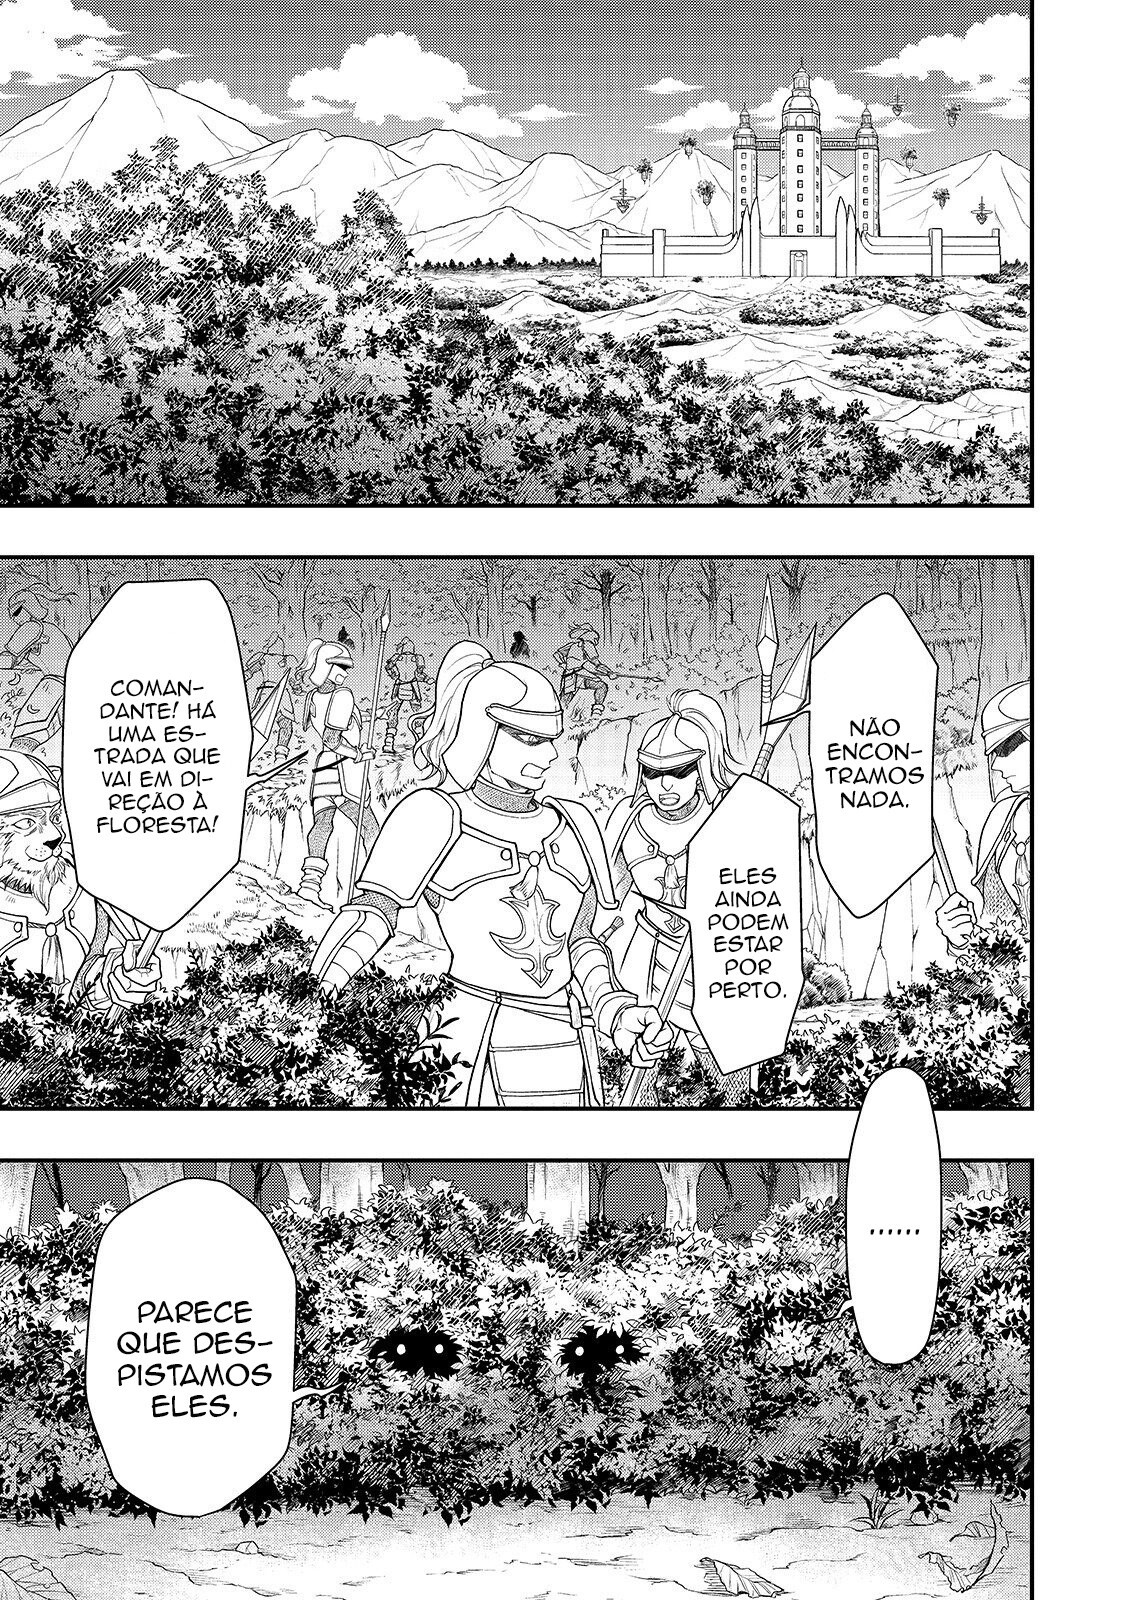 NÃO
ENCON-
TRAMOS
NADA.
ELES
AINDA
PODEM
ESTAR
POR
PERTO.
COMAN-
DANTE! HÁ
UMA ES-
TRADA QUE
VAI EM DI-
REÇÃO À
FLORESTA!
......
PARECE
QUE DES-
PISTAMOS
ELES.